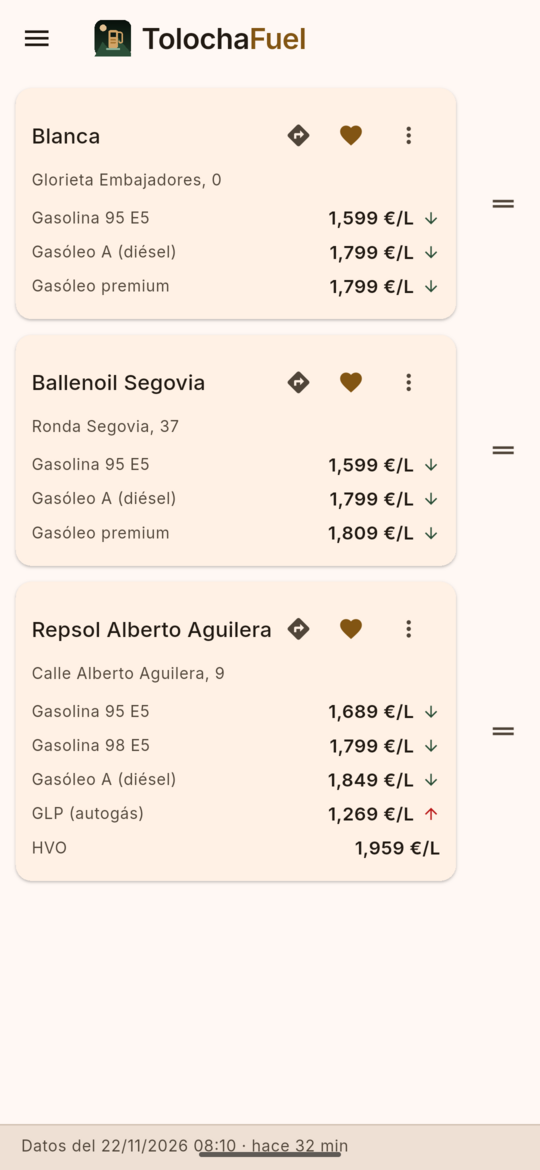 TolochaFuel
Blanca
Glorieta Embajadores, 0
Gasolina 95 E5 1,599 €/L ↓
Gasóleo A (diésel) 1,799 €/L ↓
Gasóleo premium 1,799 €/L ↓
Ballenoil Segovia
Ronda Segovia, 37
Gasolina 95 E5 1,599 €/L ↓
Gasóleo A (diésel) 1,799 €/L ↓
Gasóleo premium 1,809 €/L ↓
Repsol Alberto Aguilera
Calle Alberto Aguilera, 9
Gasolina 95 E5 1,689 €/L ↓
Gasolina 98 E5 1,799 €/L ↓
Gasóleo A (diésel) 1,849 €/L ↓
GLP (autogás) 1,269 €/L ↑
HVO 1,959 €/L
Datos del 22/11/2026 08:10 · hace 32 min